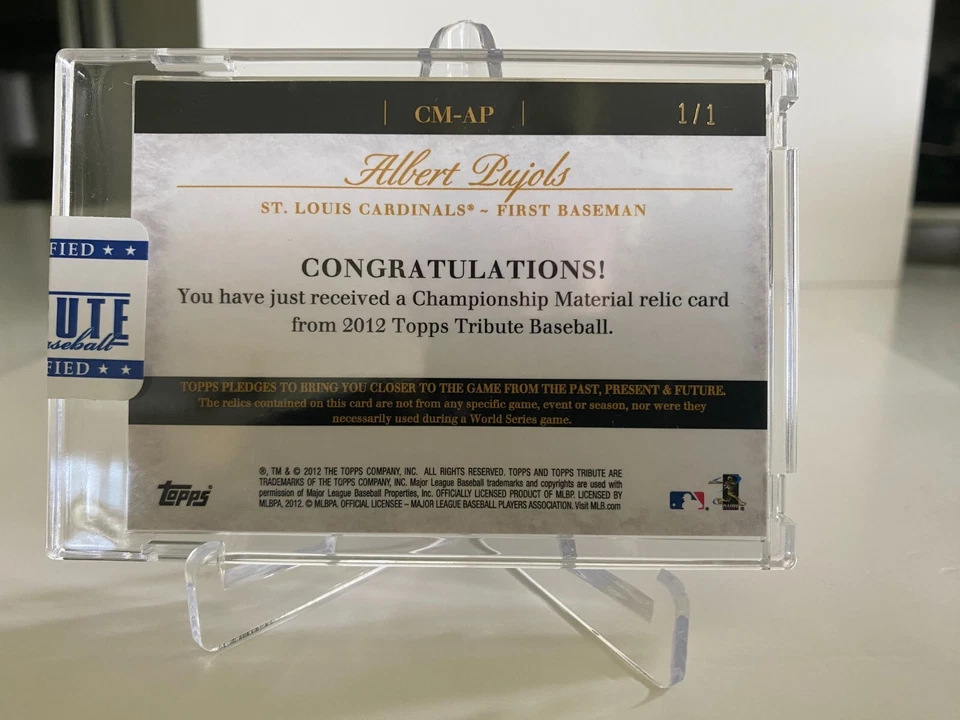 CM-AP
1/1
Albert Pujols
ST. LOUIS CARDINALS® ~ FIRST BASEMAN
CONGRATULATIONS!
You have just received a Championship Material relic card
from 2012 Topps Tribute Baseball.
FIED ★ ★
UTE
aseball
FIED ★ ★
TOPPS PLEDGES TO BRING YOU CLOSER TO THE GAME FROM THE PAST, PRESENT & FUTURE.
The relics contained on this card are not from any specific game, event or season, nor were they
necessarily used during a World Series game.
topps®
®, TM & © 2012 THE TOPPS COMPANY, INC. ALL RIGHTS RESERVED. TOPPS AND TOPPS TRIBUTE ARE
TRADEMARKS OF THE TOPPS COMPANY, INC. Major League Baseball trademarks and copyrights are used with
permission of Major League Baseball Properties, Inc. OFFICIALLY LICENSED PRODUCT OF MLBP. LICENSED BY
MLBPA, 2012. © MLBPA. OFFICIAL LICENSEE – MAJOR LEAGUE BASEBALL PLAYERS ASSOCIATION. Visit MLB.com